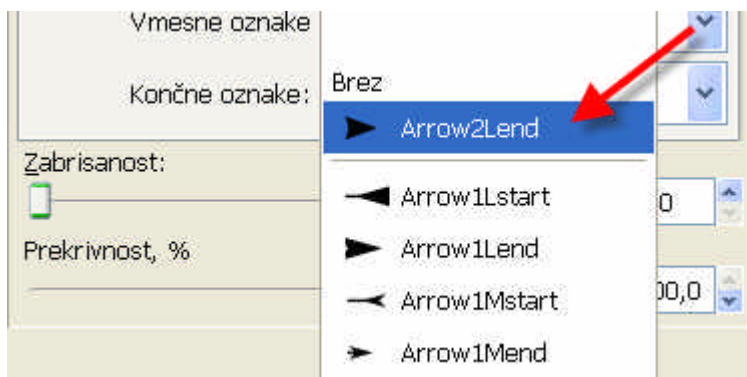 Vmesne oznake
Brez
Končne oznake:
Arrow2Lend
Zabrisanost:
Arrow1Lstart
0
Prekrivnost, %
Arrow1Lend
00,0
Arrow1Mstart
Arrow1Mend